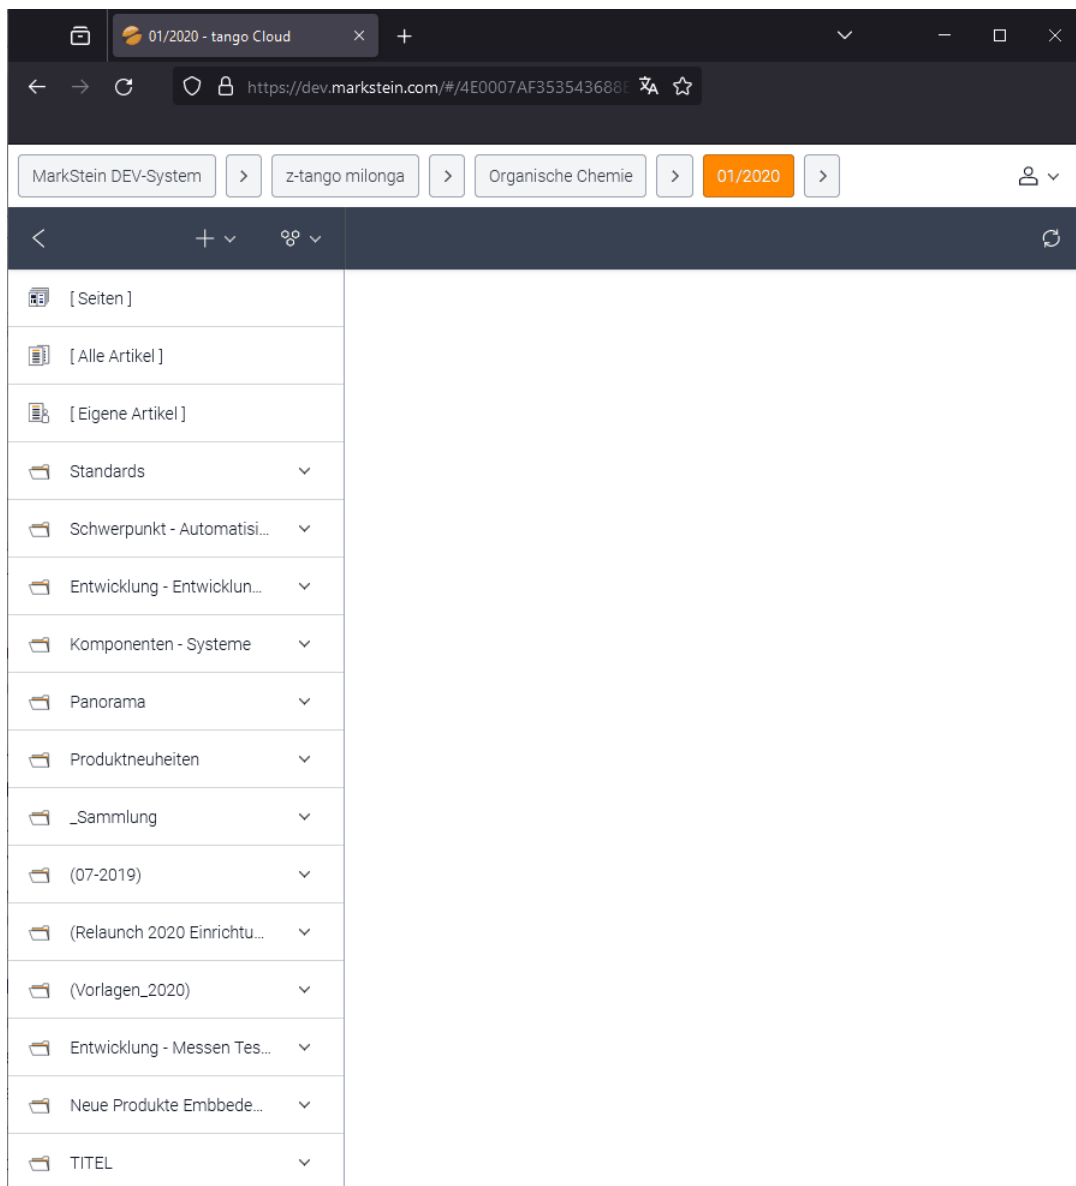 01/2020 - tango Cloud
https://dev.markstein.com/#/4E0007AF353543688
MarkStein DEV-System > z-tango milonga > Organische Chemie > 01/2020 >
[ Seiten ]
[ Alle Artikel ]
[ Eigene Artikel ]
Standards
Schwerpunkt - Automatisi...
Entwicklung - Entwicklun...
Komponenten - Systeme
Panorama
Produktneuheiten
_Sammlung
(07-2019)
(Relaunch 2020 Einrichtu...
(Vorlagen_2020)
Entwicklung - Messen Tes...
Neue Produkte Embbede...
TITEL